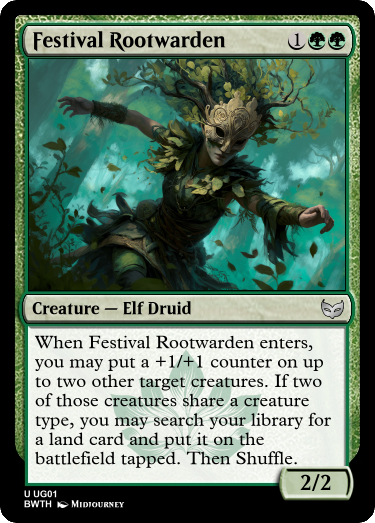 Festival Rootwarden 1
Creature — Elf Druid
When Festival Rootwarden enters,
you may put a +1/+1 counter on up
to two other target creatures. If two
of those creatures share a creature
type, you may search your library for
a land card and put it on the
battlefield tapped. Then Shuffle.
2/2
U UG01
BWTH Midjourney